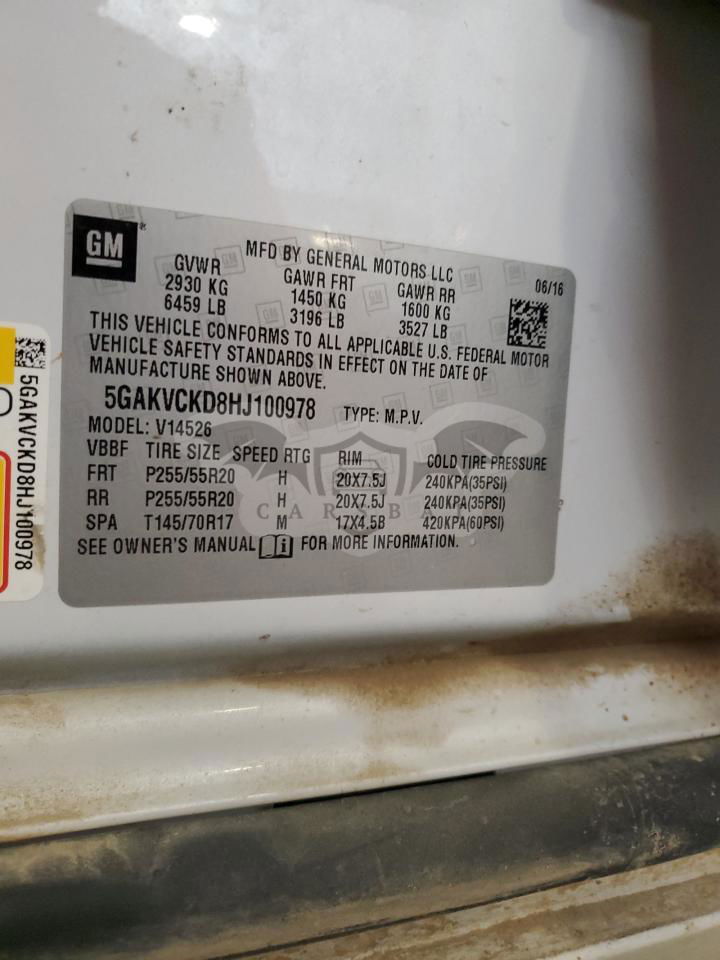 GM
MFD BY GENERAL MOTORS LLC
06/16
GVWR GAWR FRT GAWR RR
2930 KG 1450 KG 1600 KG
6459 LB 3196 LB 3527 LB
THIS VEHICLE CONFORMS TO ALL APPLICABLE U.S. FEDERAL MOTOR
VEHICLE SAFETY STANDARDS IN EFFECT ON THE DATE OF
MANUFACTURE SHOWN ABOVE.
5GAKVCKD8HJ100978 TYPE: M.P.V.
MODEL: V14526
VBBF TIRE SIZE SPEED RTG RIM COLD TIRE PRESSURE
FRT P255/55R20 H 20X7.5J 240KPA(35PSI)
RR P255/55R20 H 20X7.5J 240KPA(35PSI)
SPA T145/70R17 M 17X4.5B 420KPA(60PSI)
SEE OWNER'S MANUAL i FOR MORE INFORMATION.
5GAKVCKD8HJ100978